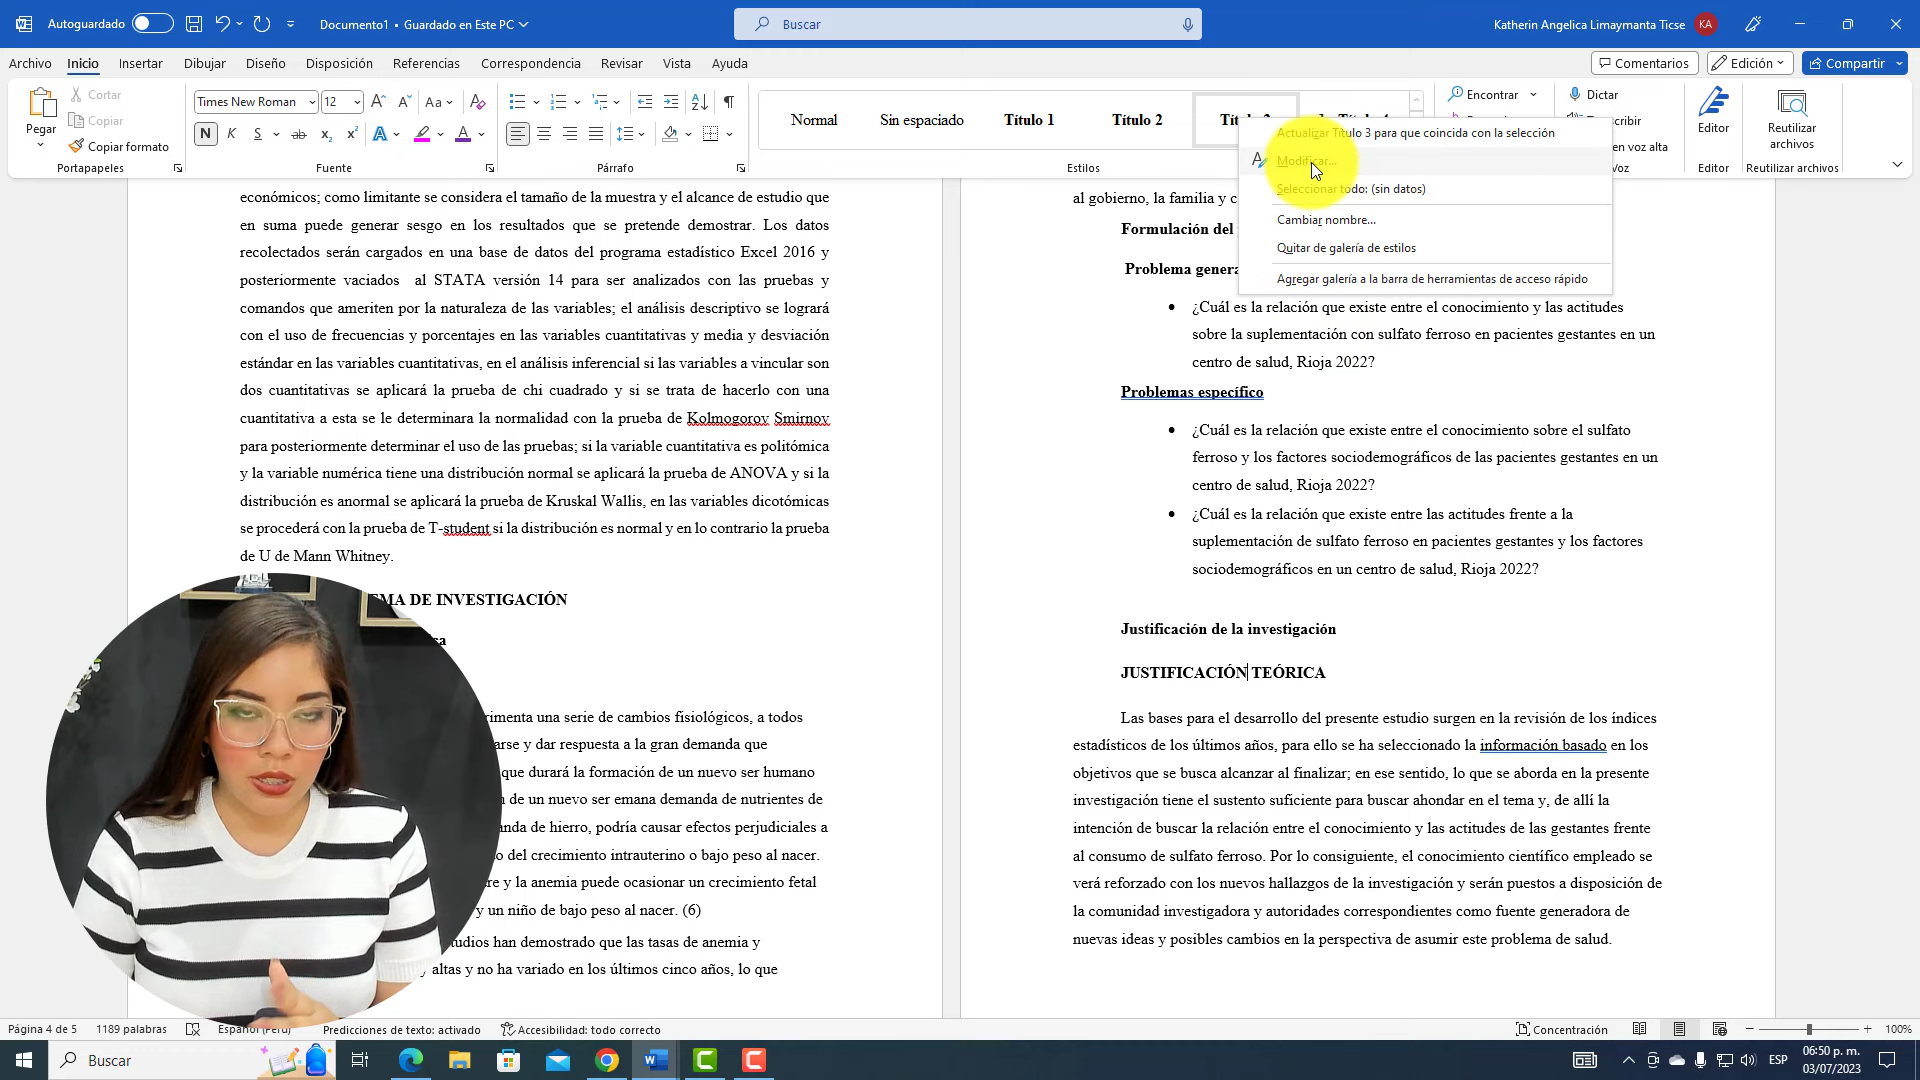 Autoguardado
Documento1 • Guardado en Este PC
Buscar
Katherin Angelica Limaymanta Ticse
KA
Archivo
Inicio
Insertar
Dibujar
Diseño
Disposición
Referencias
Correspondencia
Revisar
Vista
Ayuda
Comentarios
Edición
Compartir
Pegar
Cortar
Copiar
Copiar formato
Portapapeles
Times New Roman
12
Aa
N K S ab x₂ x² A A
Fuente
Párrafo
Normal
Sin espaciado
Título 1
Título 2
Estilos
Encontrar
Dictar
en voz alta
Voz
Editor
Editor
Reutilizar
archivos
Reutilizar archivos
Actualizar Título 3 para que coincida con la selección
Modificar...
Seleccionar todo: (sin datos)
Cambiar nombre...
Quitar de galería de estilos
Agregar galería a la barra de herramientas de acceso rápido
económicos; como limitante se considera el tamaño de la muestra y el alcance de estudio que
en suma puede generar sesgo en los resultados que se pretende demostrar. Los datos
recolectados serán cargados en una base de datos del programa estadístico Excel 2016 y
posteriormente vaciados al STATA versión 14 para ser analizados con las pruebas y
comandos que ameriten por la naturaleza de las variables; el análisis descriptivo se logrará
con el uso de frecuencias y porcentajes en las variables cuantitativas y media y desviación
estándar en las variables cuantitativas, en el análisis inferencial si las variables a vincular son
dos cuantitativas se aplicará la prueba de chi cuadrado y si se trata de hacerlo con una
cuantitativa a esta se le determinara la normalidad con la prueba de Kolmogorov Smirnov
para posteriormente determinar el uso de las pruebas; si la variable cuantitativa es politómica
y la variable numérica tiene una distribución normal se aplicará la prueba de ANOVA y si la
distribución es anormal se aplicará la prueba de Kruskal Wallis, en las variables dicotómicas
se procederá con la prueba de T-student si la distribución es normal y en lo contrario la prueba
de U de Mann Whitney.
DE INVESTIGACIÓN
una serie de cambios fisiológicos, a todos
y dar respuesta a la gran demanda que
que durará la formación de un nuevo ser humano
de un nuevo ser emana demanda de nutrientes de
de hierro, podría causar efectos perjudiciales a
del crecimiento intrauterino o bajo peso al nacer.
y la anemia puede ocasionar un crecimiento fetal
y un niño de bajo peso al nacer. (6)
han demostrado que las tasas de anemia y
altas y no ha variado en los últimos cinco años, lo que
al gobierno, la familia y
Formulación del
Problema
• ¿Cuál es la relación que existe entre el conocimiento y las actitudes
sobre la suplementación con sulfato ferroso en pacientes gestantes en un
centro de salud, Rioja 2022?
Problemas específico
• ¿Cuál es la relación que existe entre el conocimiento sobre el sulfato
ferroso y los factores sociodemográficos de las pacientes gestantes en un
centro de salud, Rioja 2022?
• ¿Cuál es la relación que existe entre las actitudes frente a la
suplementación de sulfato ferroso en pacientes gestantes y los factores
sociodemográficos en un centro de salud, Rioja 2022?
Justificación de la investigación
JUSTIFICACIÓN TEÓRICA
Las bases para el desarrollo del presente estudio surgen en la revisión de los índices
estadísticos de los últimos años, para ello se ha seleccionado la información basado en los
objetivos que se busca alcanzar al finalizar; en ese sentido, lo que se aborda en la presente
investigación tiene el sustento suficiente para buscar ahondar en el tema y, de allí la
intención de buscar la relación entre el conocimiento y las actitudes de las gestantes frente
al consumo de sulfato ferroso. Por lo consiguiente, el conocimiento científico empleado se
verá reforzado con los nuevos hallazgos de la investigación y serán puestos a disposición de
la comunidad investigadora y autoridades correspondientes como fuente generadora de
nuevas ideas y posibles cambios en la perspectiva de asumir este problema de salud.
Página 4 de 5
1189 palabras
Español (Perú)
Predicciones de texto: activado
Accesibilidad: todo correcto
Concentración
100%
Buscar
ESP
06:50 p. m.
03/07/2023